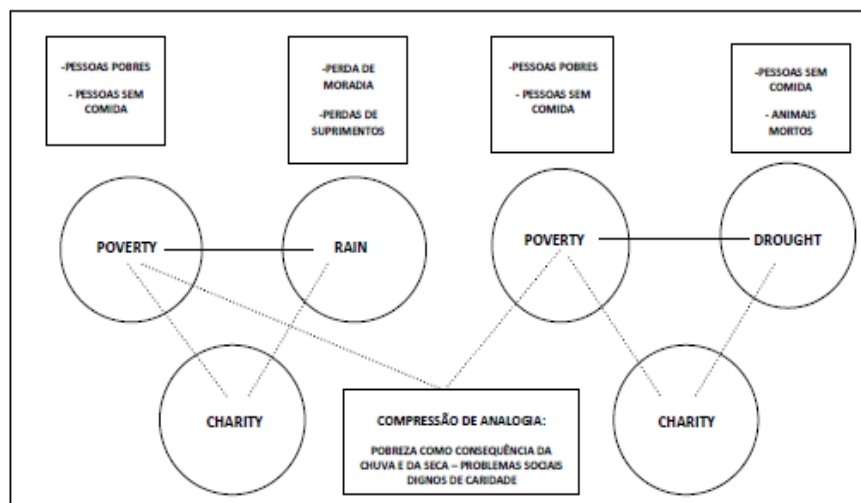 -PESSOAS POBRES
- PESSOAS SEM
COMIDA
-PERDA DE
MORADIA
-PERDAS DE
SUPRIMENTOS
-PESSOAS POBRES
- PESSOAS SEM
COMIDA
-PESSOAS SEM
COMIDA
- ANIMAIS
MORTOS
POVERTY
RAIN
POVERTY
DROUGHT
CHARITY
COMPRESSÃO DE ANALOGIA:
POBREZA COMO CONSEQUÊNCIA DA
CHUVA E DA SECA – PROBLEMAS SOCIAIS
DIGNOS DE CARIDADE
CHARITY